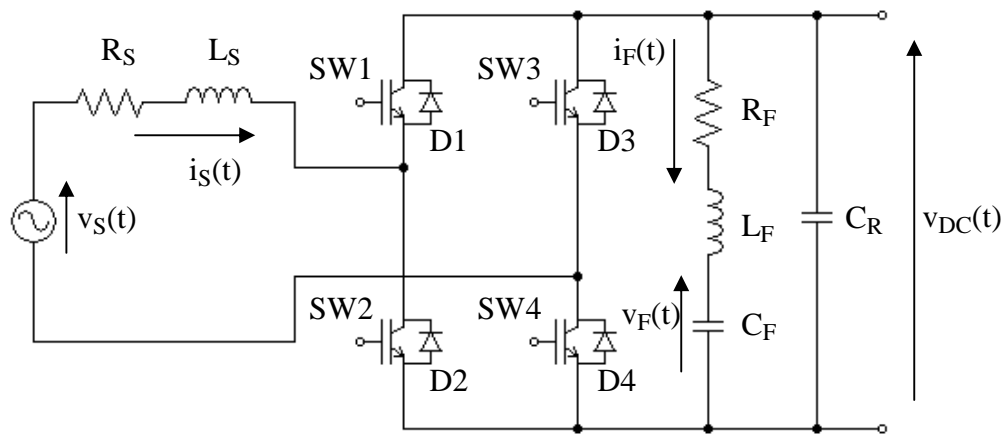 R_S
L_S
SW1
SW3
i_F(t)
R_F
D1
D3
i_S(t)
v_S(t)
L_F
C_R
v_DC(t)
SW2
SW4
v_F(t)
C_F
D2
D4